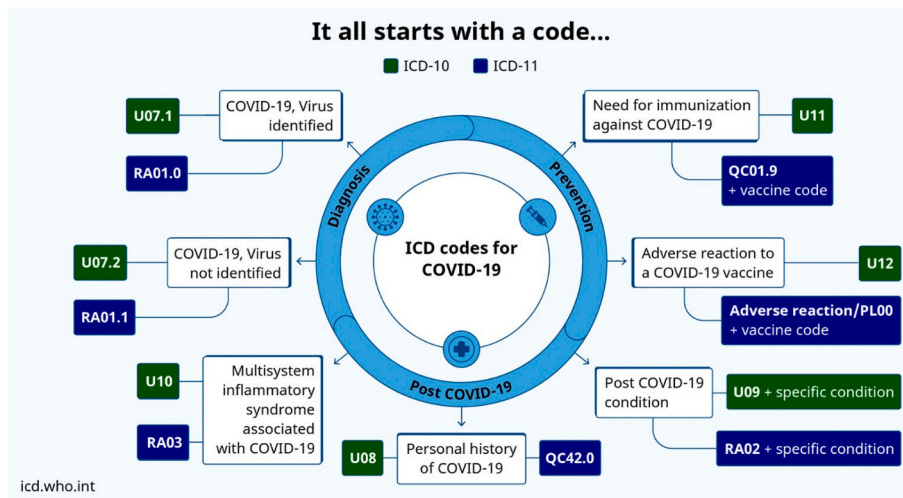 It all starts with a code...
ICD-10
ICD-11
U07.1
COVID-19, Virus
identified
RA01.0
Need for immunization
against COVID-19
U11
QC01.9
+ vaccine code
Diagnosis
Prevention
ICD codes for
COVID-19
U07.2
COVID-19, Virus
not identified
RA01.1
Adverse reaction to
a COVID-19 vaccine
U12
Adverse reaction/PL00
+ vaccine code
U10
Multisystem
inflammatory
syndrome
associated
with COVID-19
RA03
Post COVID-19
Post COVID-19
condition
U09 + specific condition
RA02 + specific condition
U08
Personal history
of COVID-19
QC42.0
icd.who.int